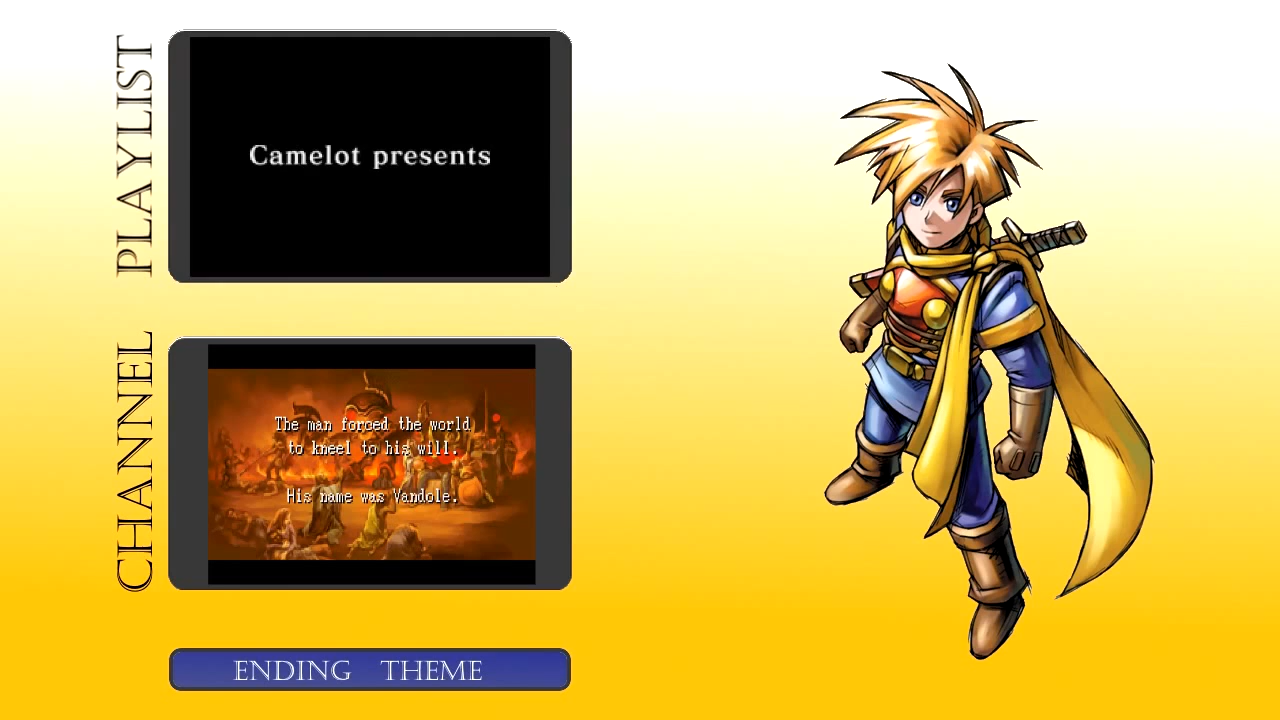 PLAYLIST
Camelot presents
CHANNEL
The man forced the world
to kneel to his will.
His name was Vandole.
ENDING THEME